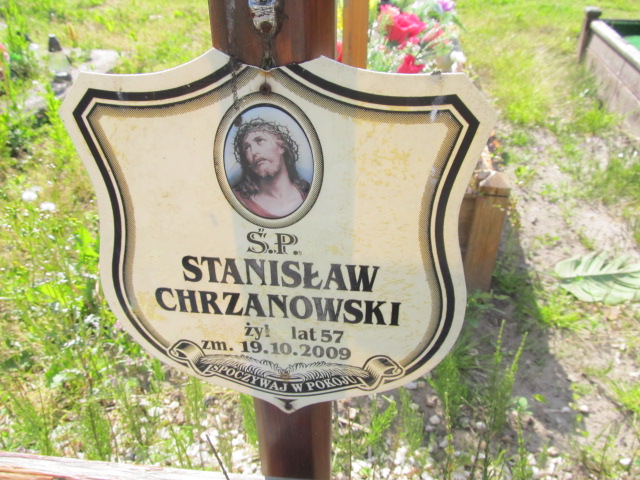 Ś.P.
STANISŁAW
CHRZANOWSKI
żył lat 57
zm. 19.10.2009
SPOCZYWAJ W POKOJU